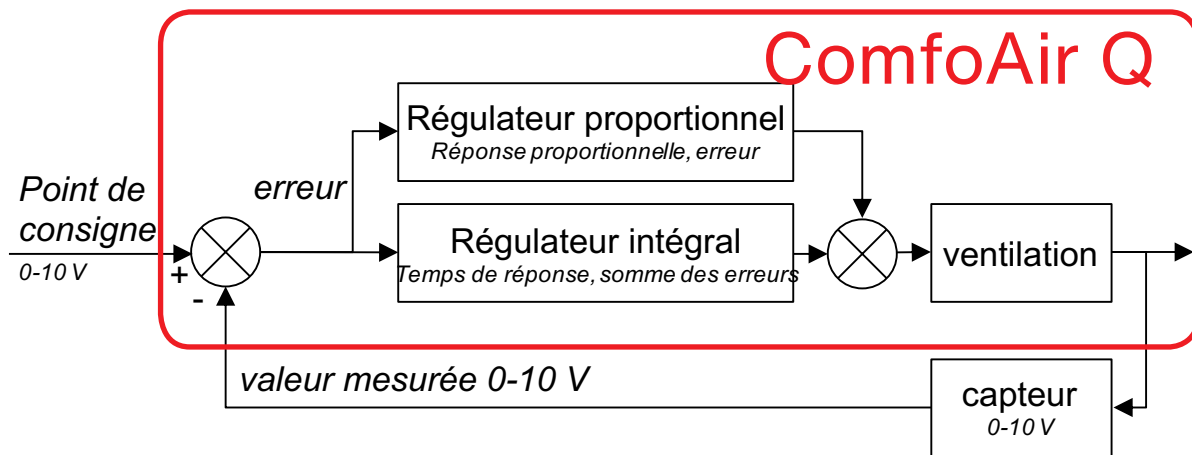 ComfoAir Q
Régulateur proportionnel
Réponse proportionnelle, erreur
Point de
consigne
0-10 V
erreur
+
-
Régulateur intégral
Temps de réponse, somme des erreurs
ventilation
valeur mesurée 0-10 V
capteur
0-10 V